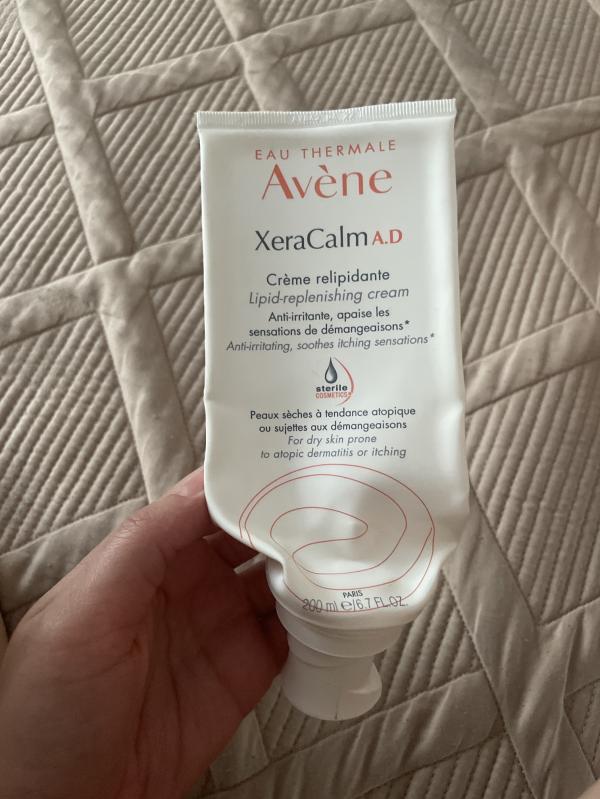 EAU THERMALE
Avène
XeraCalm A.D
Crème relipidante
Lipid-replenishing cream
Anti-irritante, apaise les
sensations de démangeaisons*
Anti-irritating, soothes itching sensations*
sterile
COSMETICS®
Peaux sèches à tendance atopique
ou sujettes aux démangeaisons
For dry skin prone
to atopic dermatitis or itching
PARIS
200 ml e/6.7 FL.OZ.